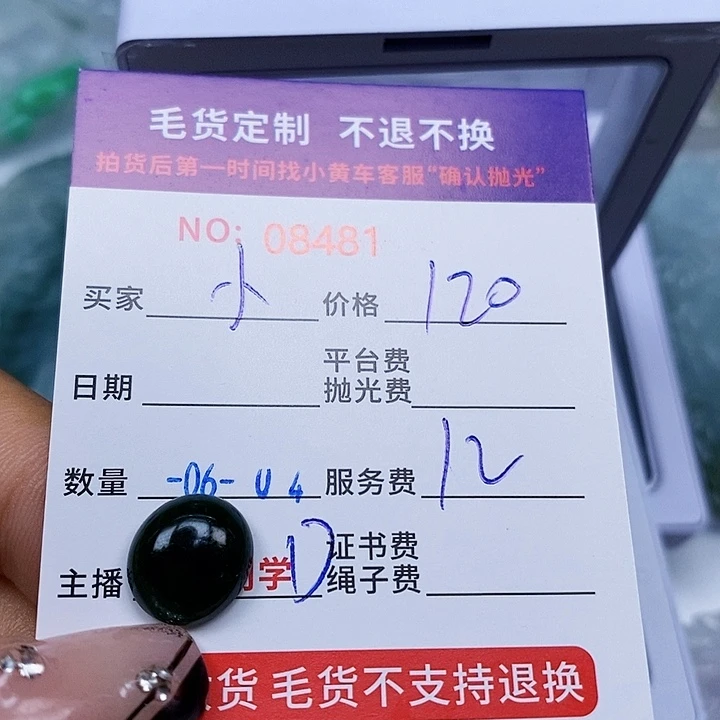 毛货定制 不退不换
拍货后第一时间找小黄车客服“确认抛光”
NO: 08481
买家 小 价格 120
日期 平台费 抛光费
数量 -06- U 4 服务费 12
主播 学 证书费 绳子费
货 毛货不支持退换